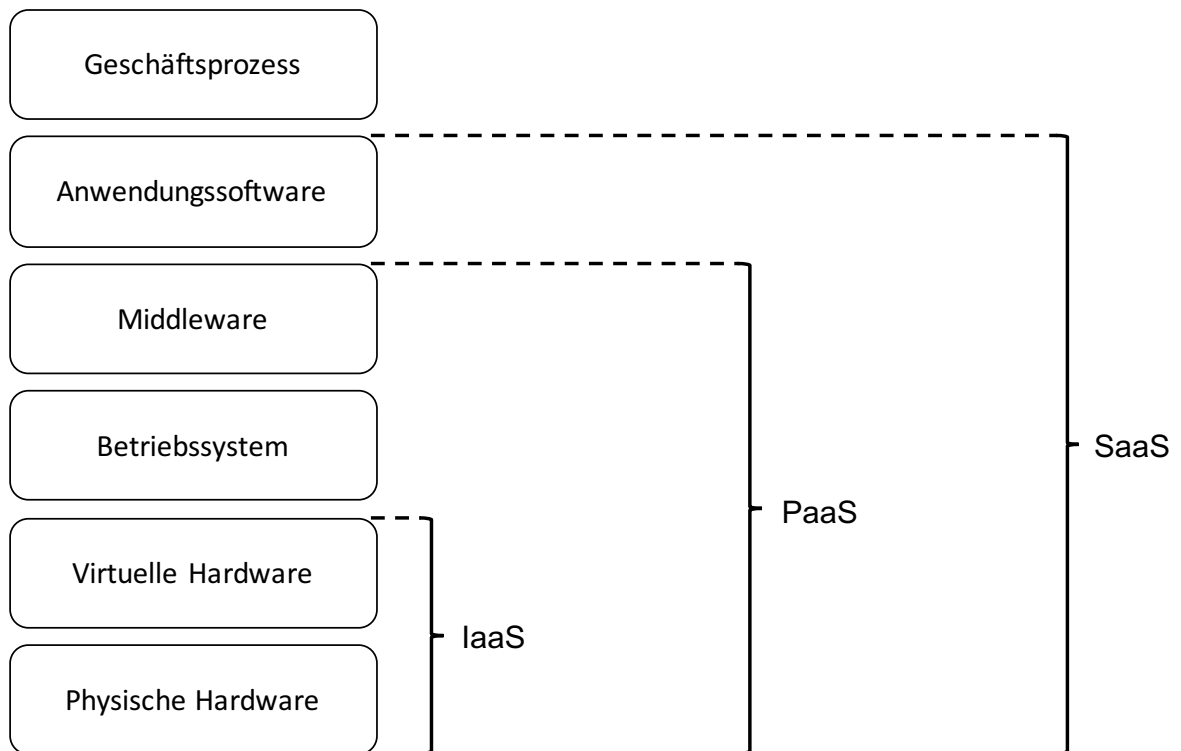 Geschäftsprozess
Anwendungssoftware
Middleware
Betriebssystem
SaaS
PaaS
Virtuelle Hardware
IaaS
Physische Hardware